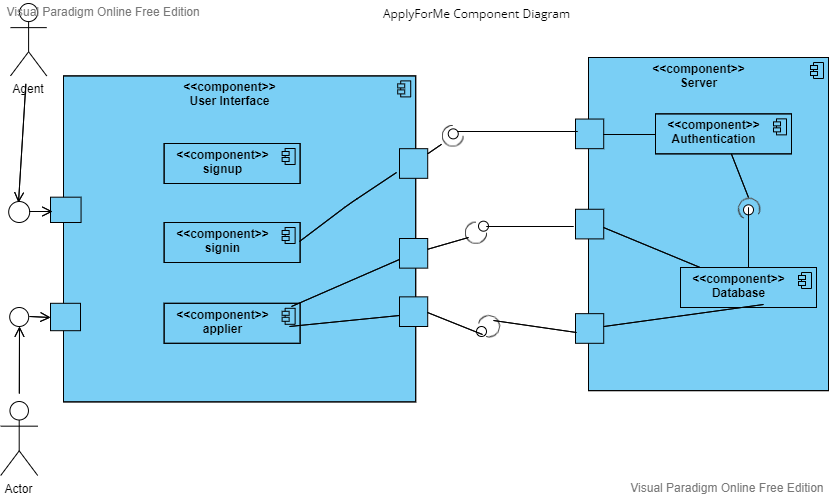 Visual Paradigm Online Free Edition
ApplyForMe Component Diagram
Agent
<<component>>
User Interface
<<component>>
signup
<<component>>
signin
<<component>>
applier
<<component>>
Server
<<component>>
Authentication
<<component>>
Database
Actor
Visual Paradigm Online Free Edition